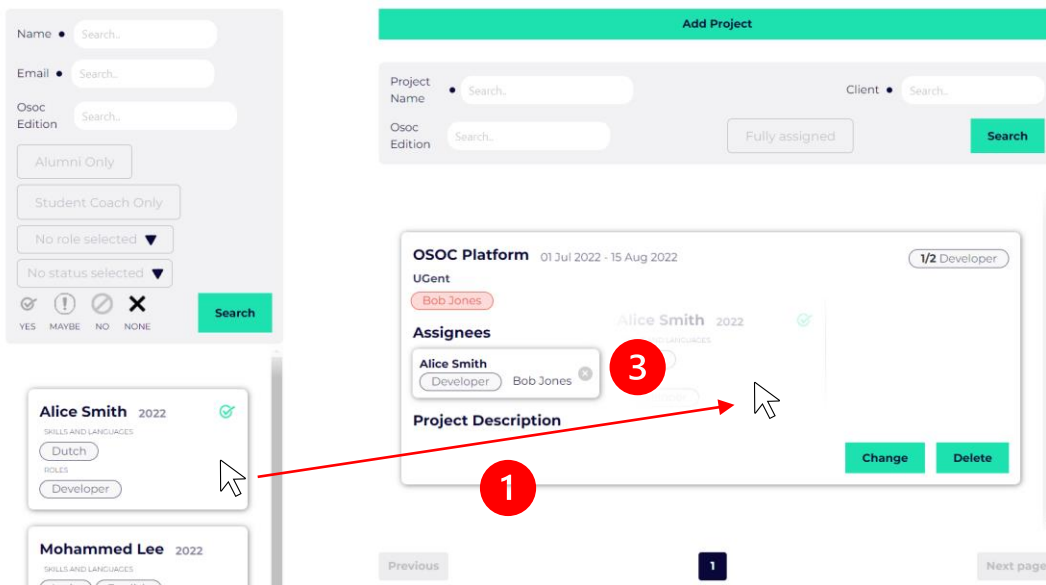 Name • Search..
Email • Search..
Osoc
Edition
Search..
Alumni Only
Student Coach Only
No role selected ▼
No status selected ▼
YES MAYBE NO NONE
Search
Alice Smith 2022
SKILLS AND LANGUAGES
Dutch
ROLES
Developer
Mohammed Lee 2022
SKILLS AND LANGUAGES
Add Project
Project
Name
• Search..
Client • Search..
Osoc
Edition
Search..
Fully assigned
Search
OSOC Platform 01 Jul 2022 - 15 Aug 2022
1/2 Developer
UGent
Bob Jones
Alice Smith 2022
LANGUAGES
Assignees
Alice Smith
Developer Bob Jones
3
Project Description
1
Change Delete
Previous 1 Next page